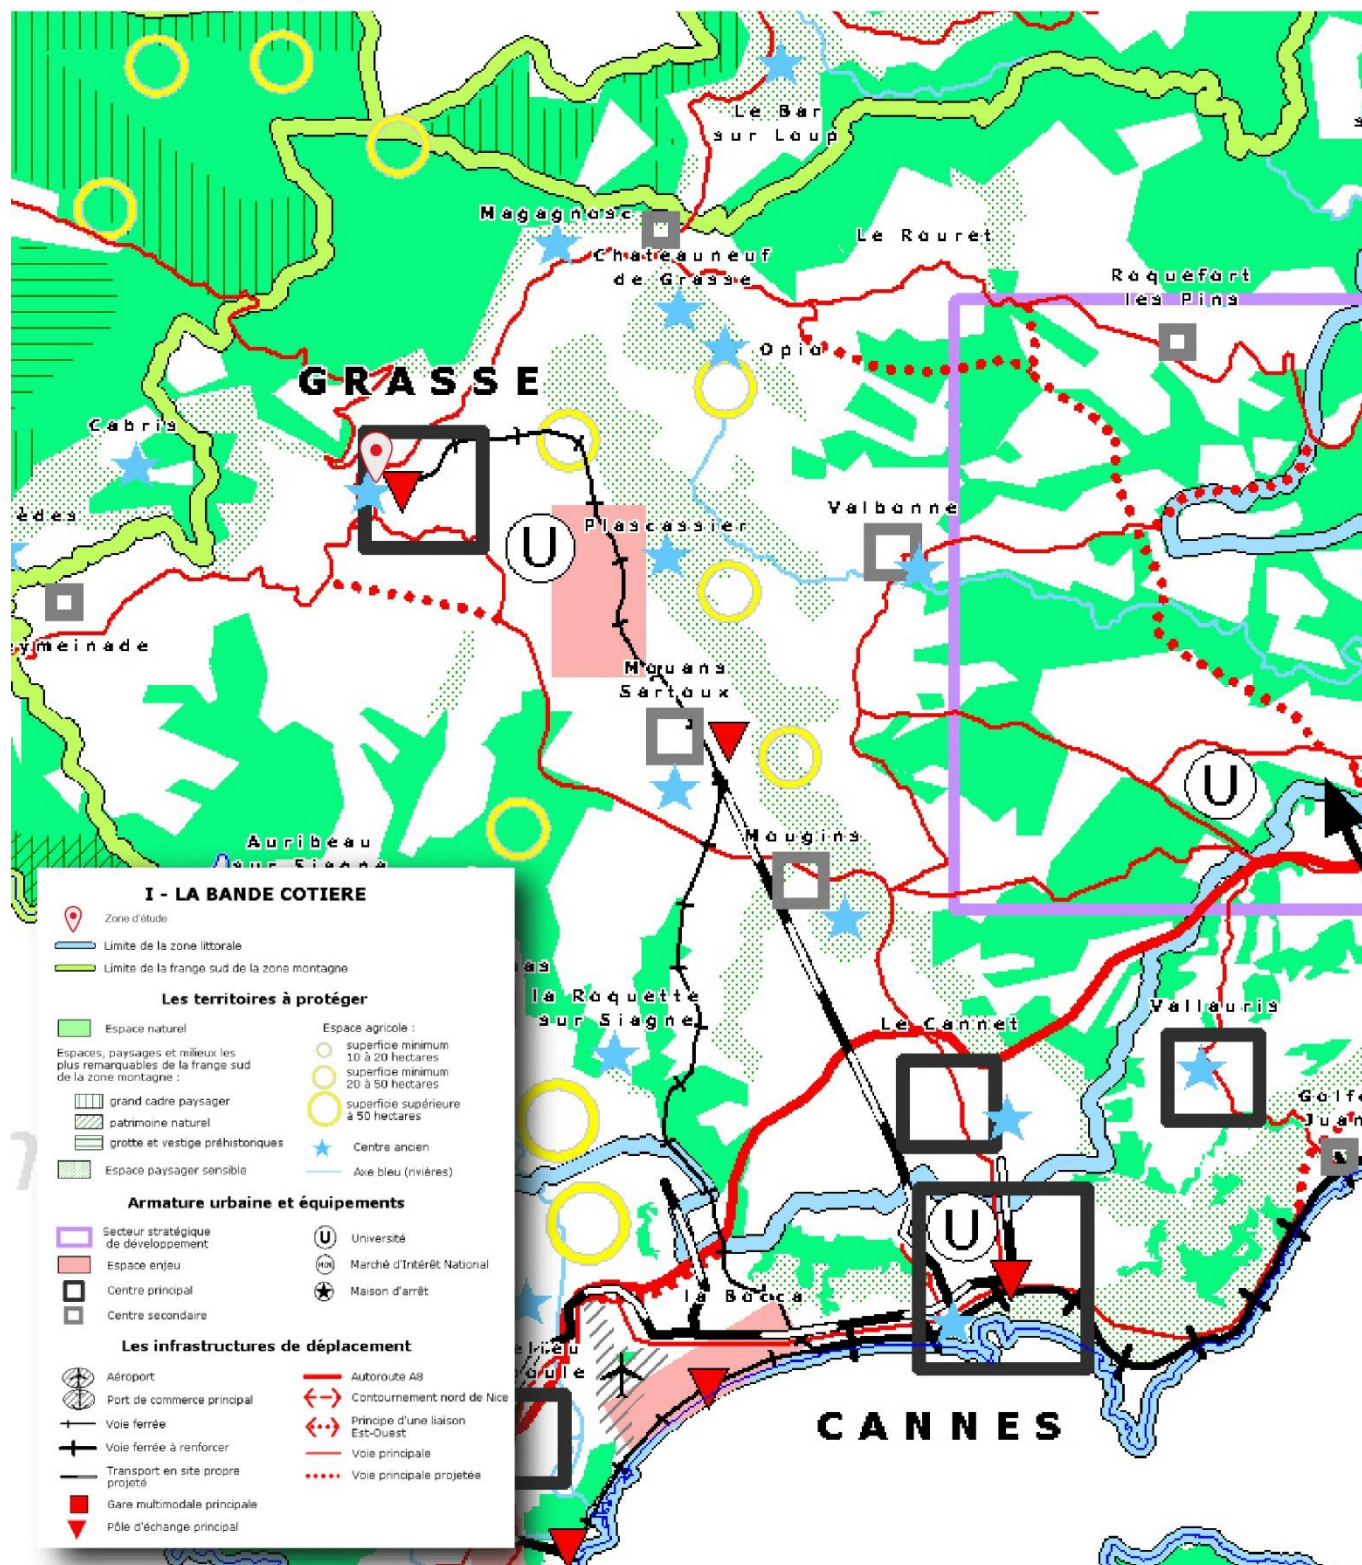 Le Bar
sur Loup
Magagnosc
Chateauneuf
de Grasse
Le Rouret
Roquefort
les Pins
Opio
GRASSE
Cabris
Valbonne
Plascassier
U
ymeinade
Mouans
Sartoux
U
Mougins
Auribeau
sur Siagne
la Roquette
sur Siagne
Le Cannet
Vallauris
Golfe
Juan
U
la Bocca
CANNES
I - LA BANDE COTIERE
Zone d'étude
Limite de la zone littorale
Limite de la frange sud de la zone montagne
Les territoires à protéger
Espace naturel
Espaces, paysages et milieux les
plus remarquables de la frange sud
de la zone montagne :
grand cadre paysager
patrimoine naturel
grotte et vestige préhistoriques
Espace paysager sensible
Espace agricole :
superficie minimum
10 à 20 hectares
superficie minimum
20 à 50 hectares
superficie supérieure
à 50 hectares
Centre ancien
Axe bleu (rivières)
Armature urbaine et équipements
Secteur stratégique
de développement
Espace enjeu
Centre principal
Centre secondaire
U Université
MIN Marché d'Intérêt National
Maison d'arrêt
Les infrastructures de déplacement
Aéroport
Port de commerce principal
Voie ferrée
Voie ferrée à renforcer
Transport en site propre
projeté
Gare multimodale principale
Pôle d'échange principal
Autoroute A8
Contournement nord de Nice
Principe d'une liaison
Est-Ouest
Voie principale
Voie principale projetée